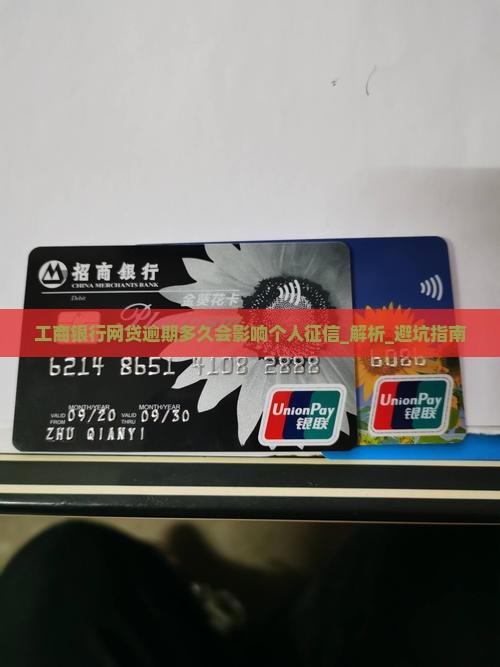 招商银行
CHINA MERCHANTS BANK
Debit
金葵花卡
工商银行网贷逾期多久会影响个人征信_解析_避坑指南
6214 8651 2888
MONTH/YEAR MONTH/YEAR
VALID FROM 09/20 VALID THRU 09/30
ZHU QIANYI
UnionPay
银联
UnionPay
银联